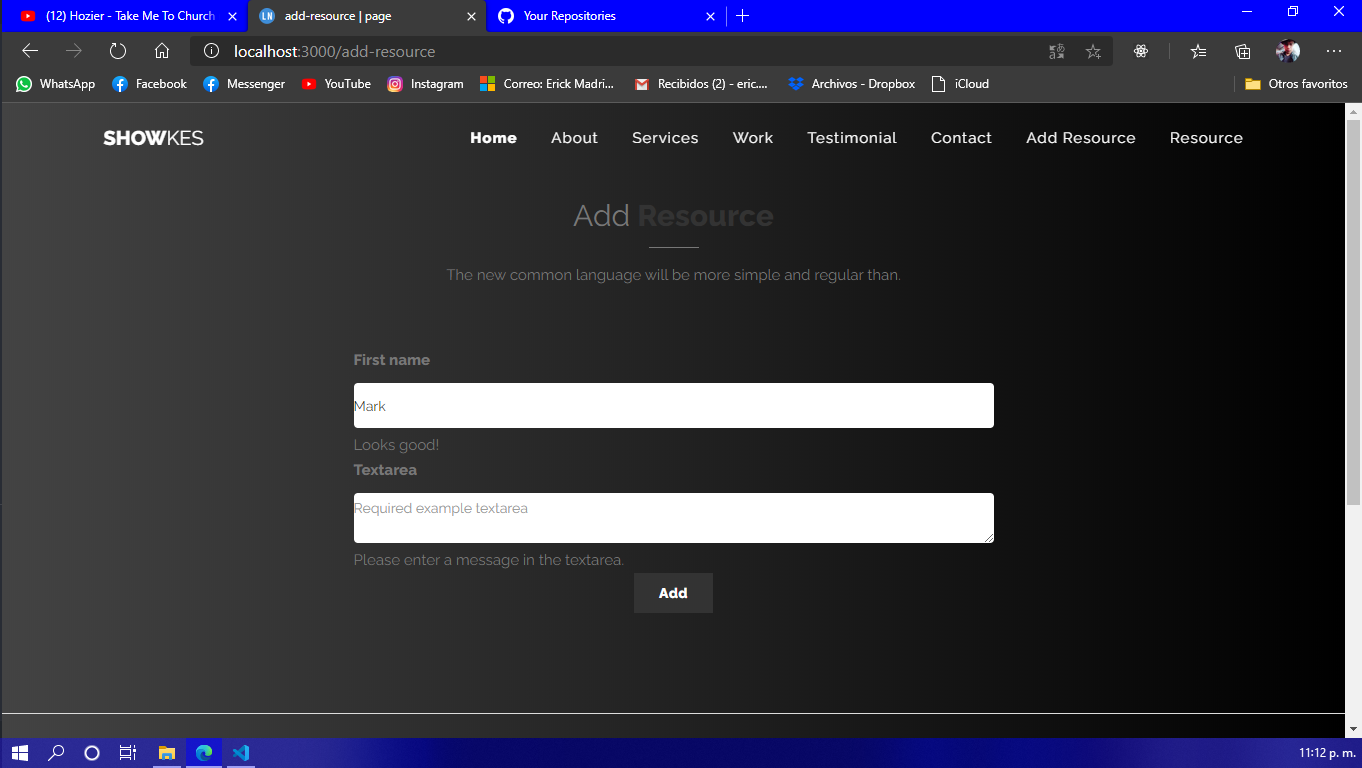 (12) Hozier - Take Me To Church
add-resource | page
Your Repositories
localhost:3000/add-resource
WhatsApp
Facebook
Messenger
YouTube
Instagram
Correo: Erick Madri...
Recibidos (2) - eric....
Archivos - Dropbox
iCloud
Otros favoritos
SHOWKES
Home
About
Services
Work
Testimonial
Contact
Add Resource
Resource
Add Resource
The new common language will be more simple and regular than.
First name
Mark
Looks good!
Textarea
Required example textarea
Please enter a message in the textarea.
Add
11:12 p. m.
LN